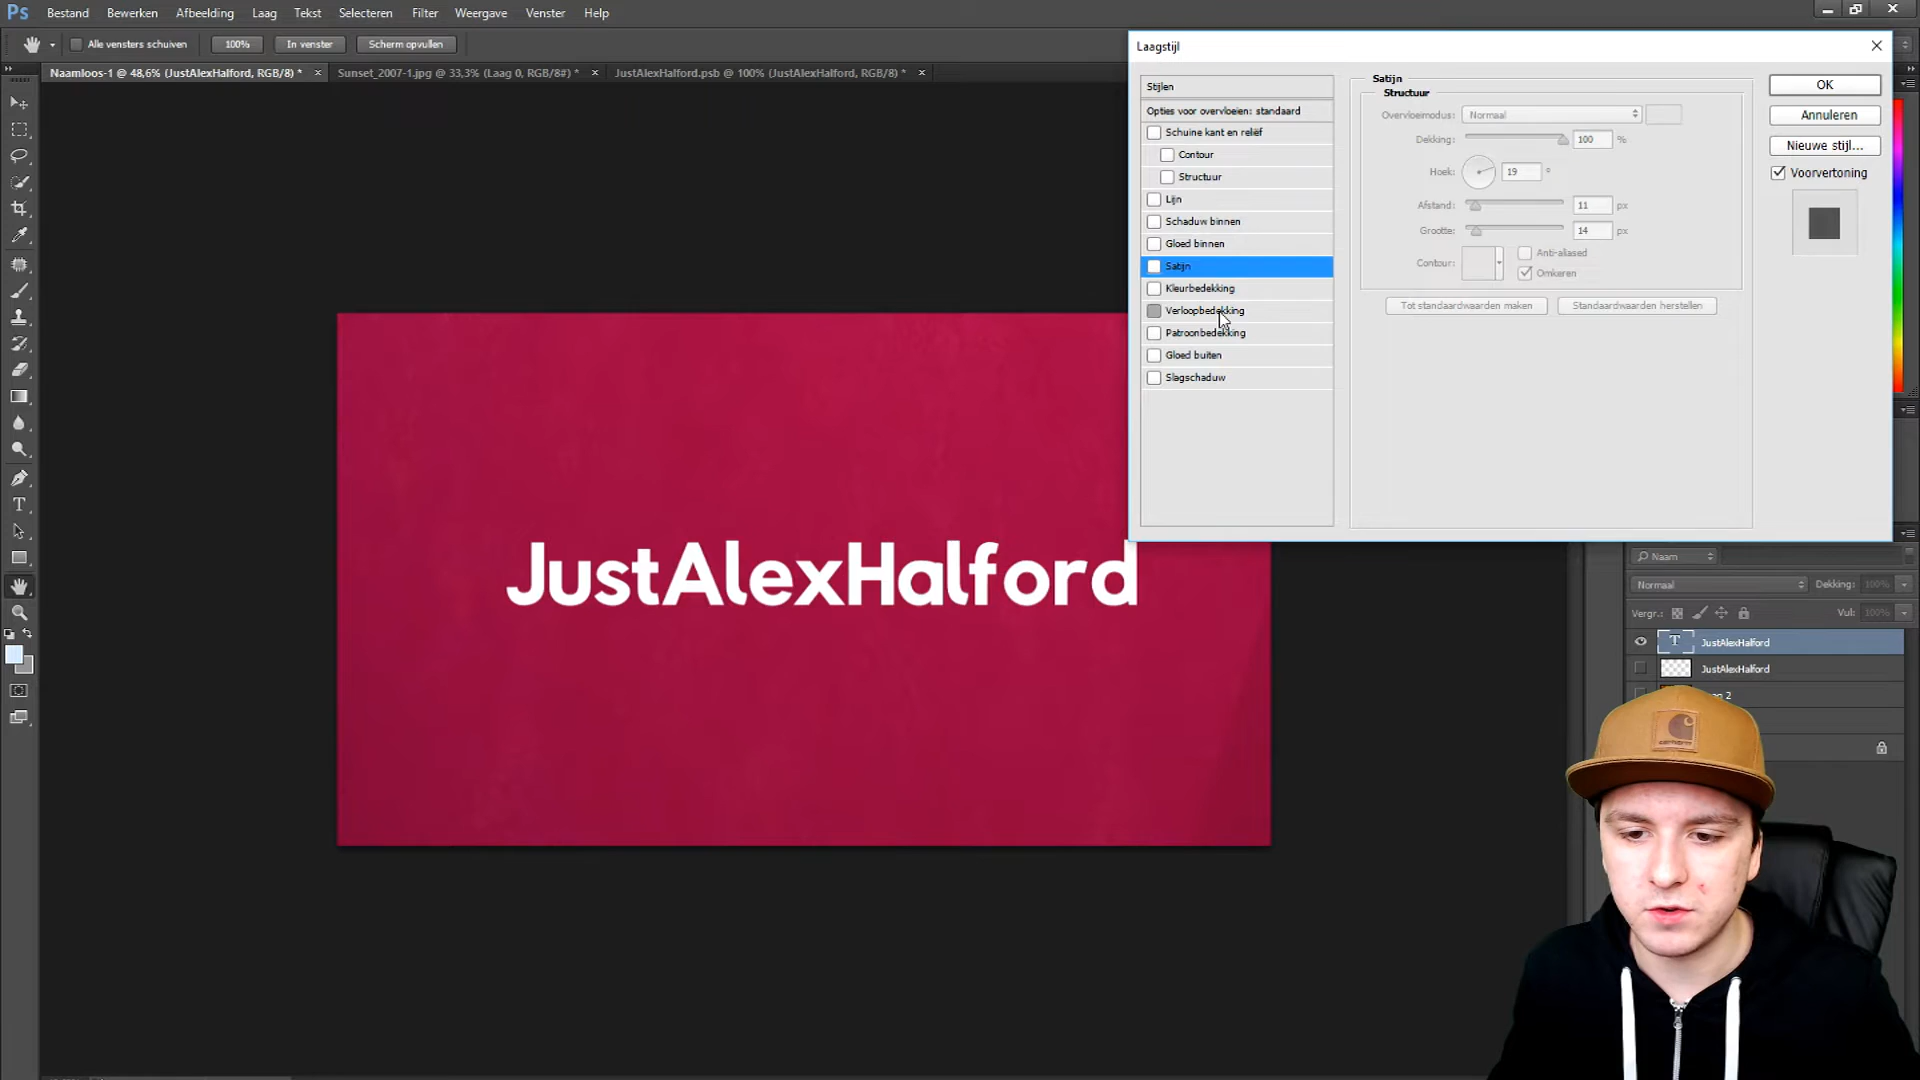 Ps Bestand Bewerken Afbeelding Laag Tekst Selecteren Filter Weergave Venster Help
Alle vensters schuiven 100% In venster Scherm opvullen
Naamloos-1 @ 48,6% (JustAlexHalford, RGB/8) * × Sunset_2007-1.jpg @ 33,3% (Laag 0, RGB/8#) * × JustAlexHalford.psb @ 100% (JustAlexHalford, RGB/8) * ×
Laagstijl
Stijlen
Opties voor overvloeien: standaard
Schuine kant en reliëf
Contour
Structuur
Lijn
Schaduw binnen
Gloed binnen
Satijn
Kleurbedekking
Verloopbedekking
Patroonbedekking
Gloed buiten
Slagschaduw
Satijn
Structuur
Overvloeimodus: Normaal
Dekking: 100 %
Hoek: 19 °
Afstand: 11 px
Grootte: 14 px
Contour: Anti-aliased
Omkeren
Tot standaardwaarden maken Standaardwaarden herstellen
OK
Annuleren
Nieuwe stijl...
Voorvertoning
JustAlexHalford
Naam
Normaal Dekking: 100%
Vergr.: Vul: 100%
T JustAlexHalford
JustAlexHalford
2
carhartt